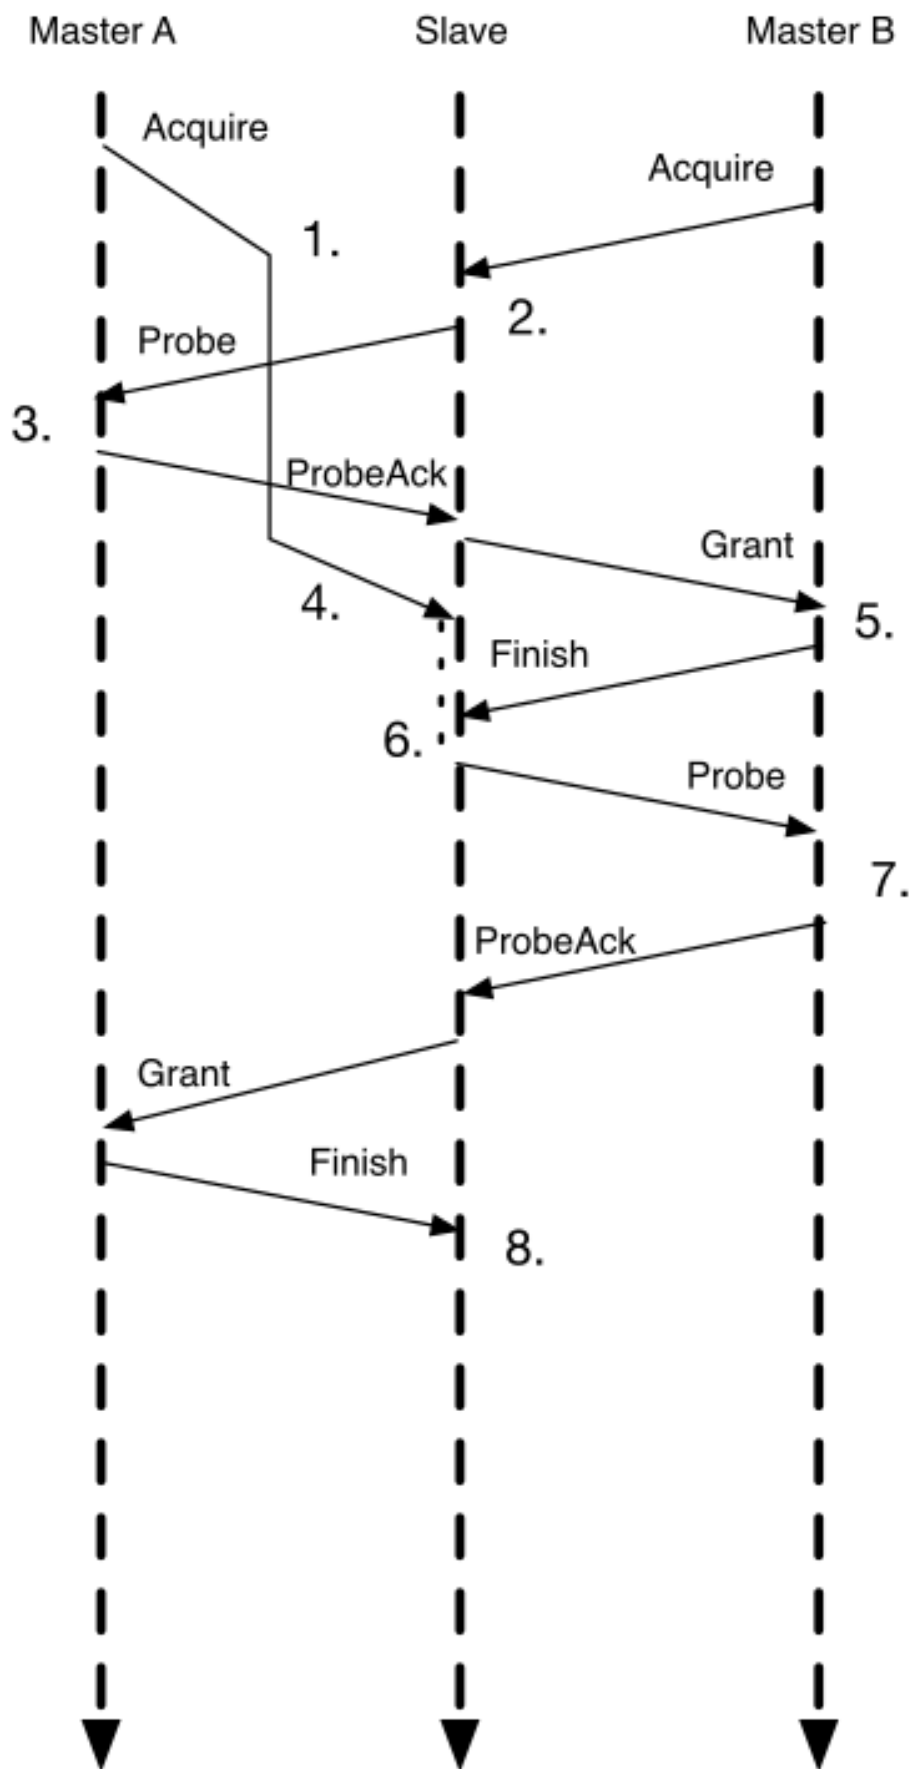 Master A
Slave
Master B
Acquire
Acquire
1.
2.
Probe
3.
ProbeAck
Grant
4.
5.
Finish
6.
Probe
7.
ProbeAck
Grant
Finish
8.